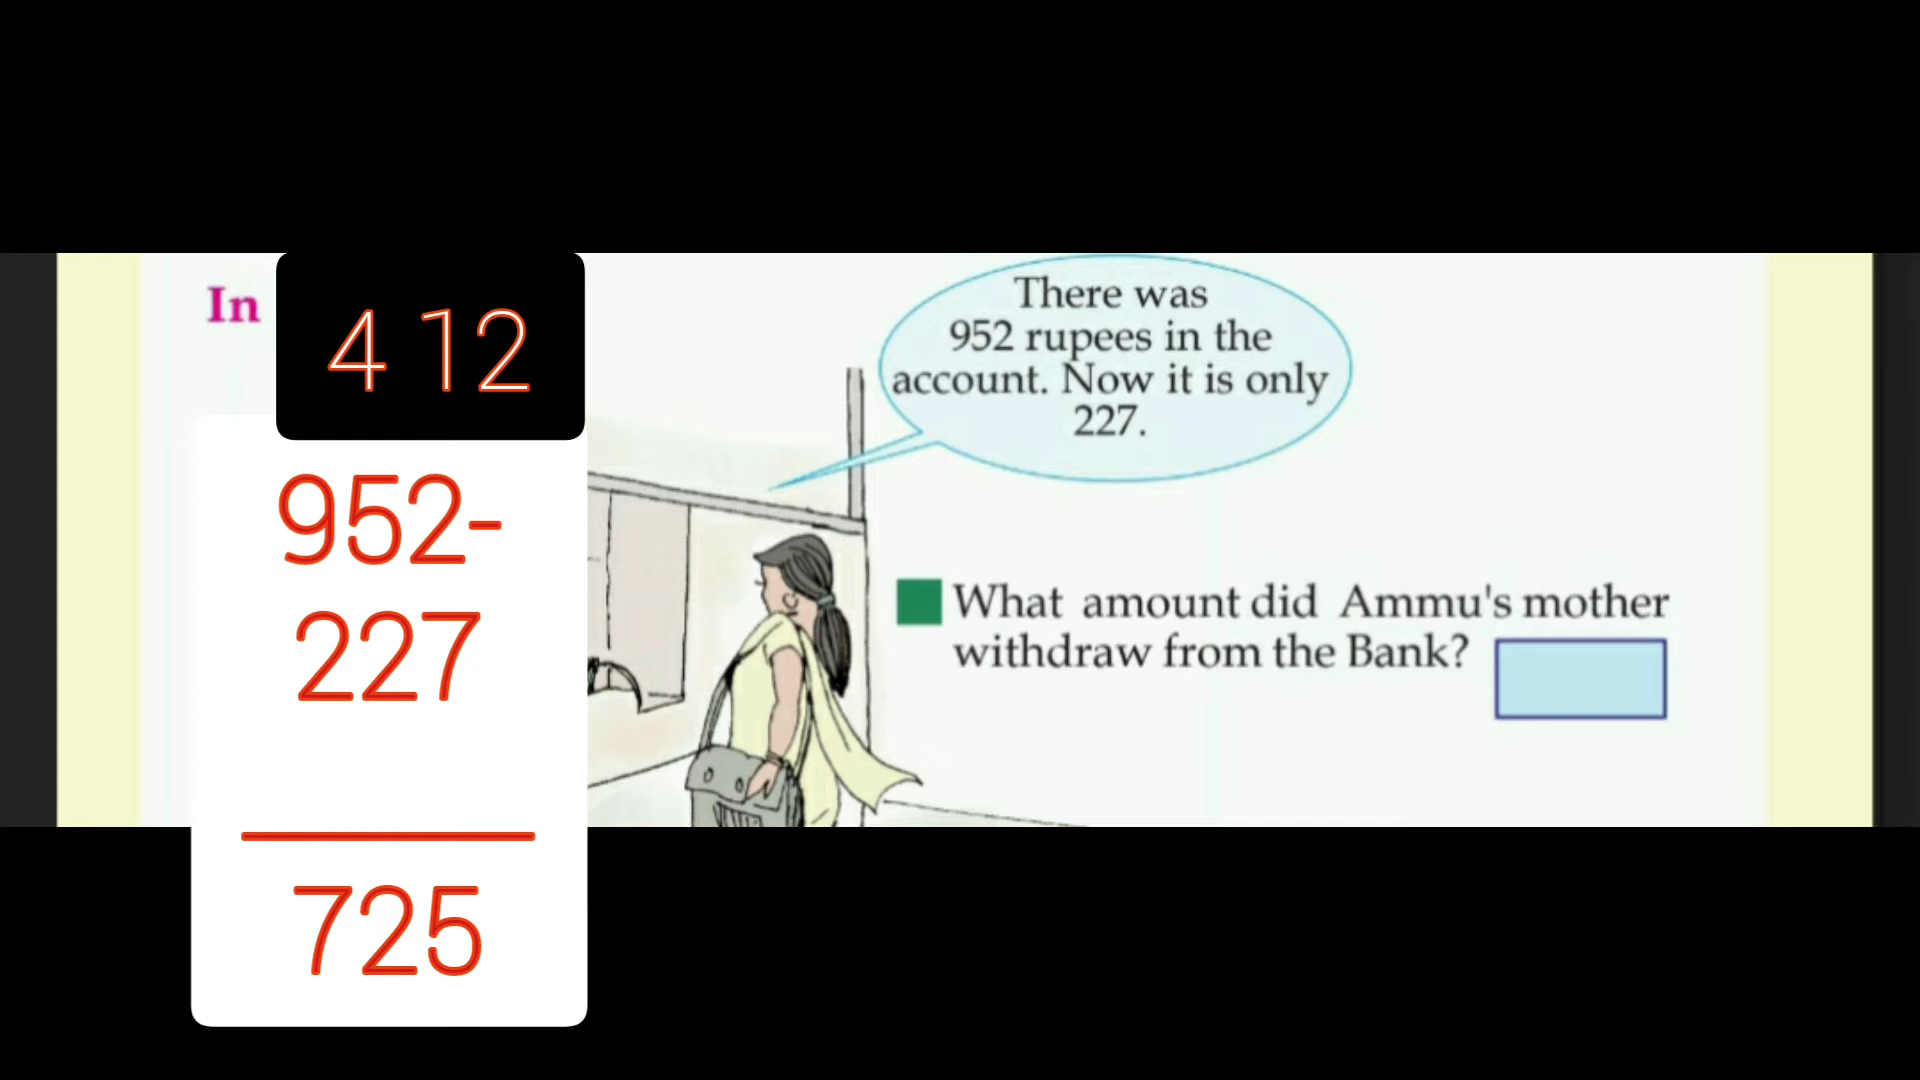 In
4 12
952-
227
725
There was
952 rupees in the
account. Now it is only
227.
What amount did Ammu's mother
withdraw from the Bank?